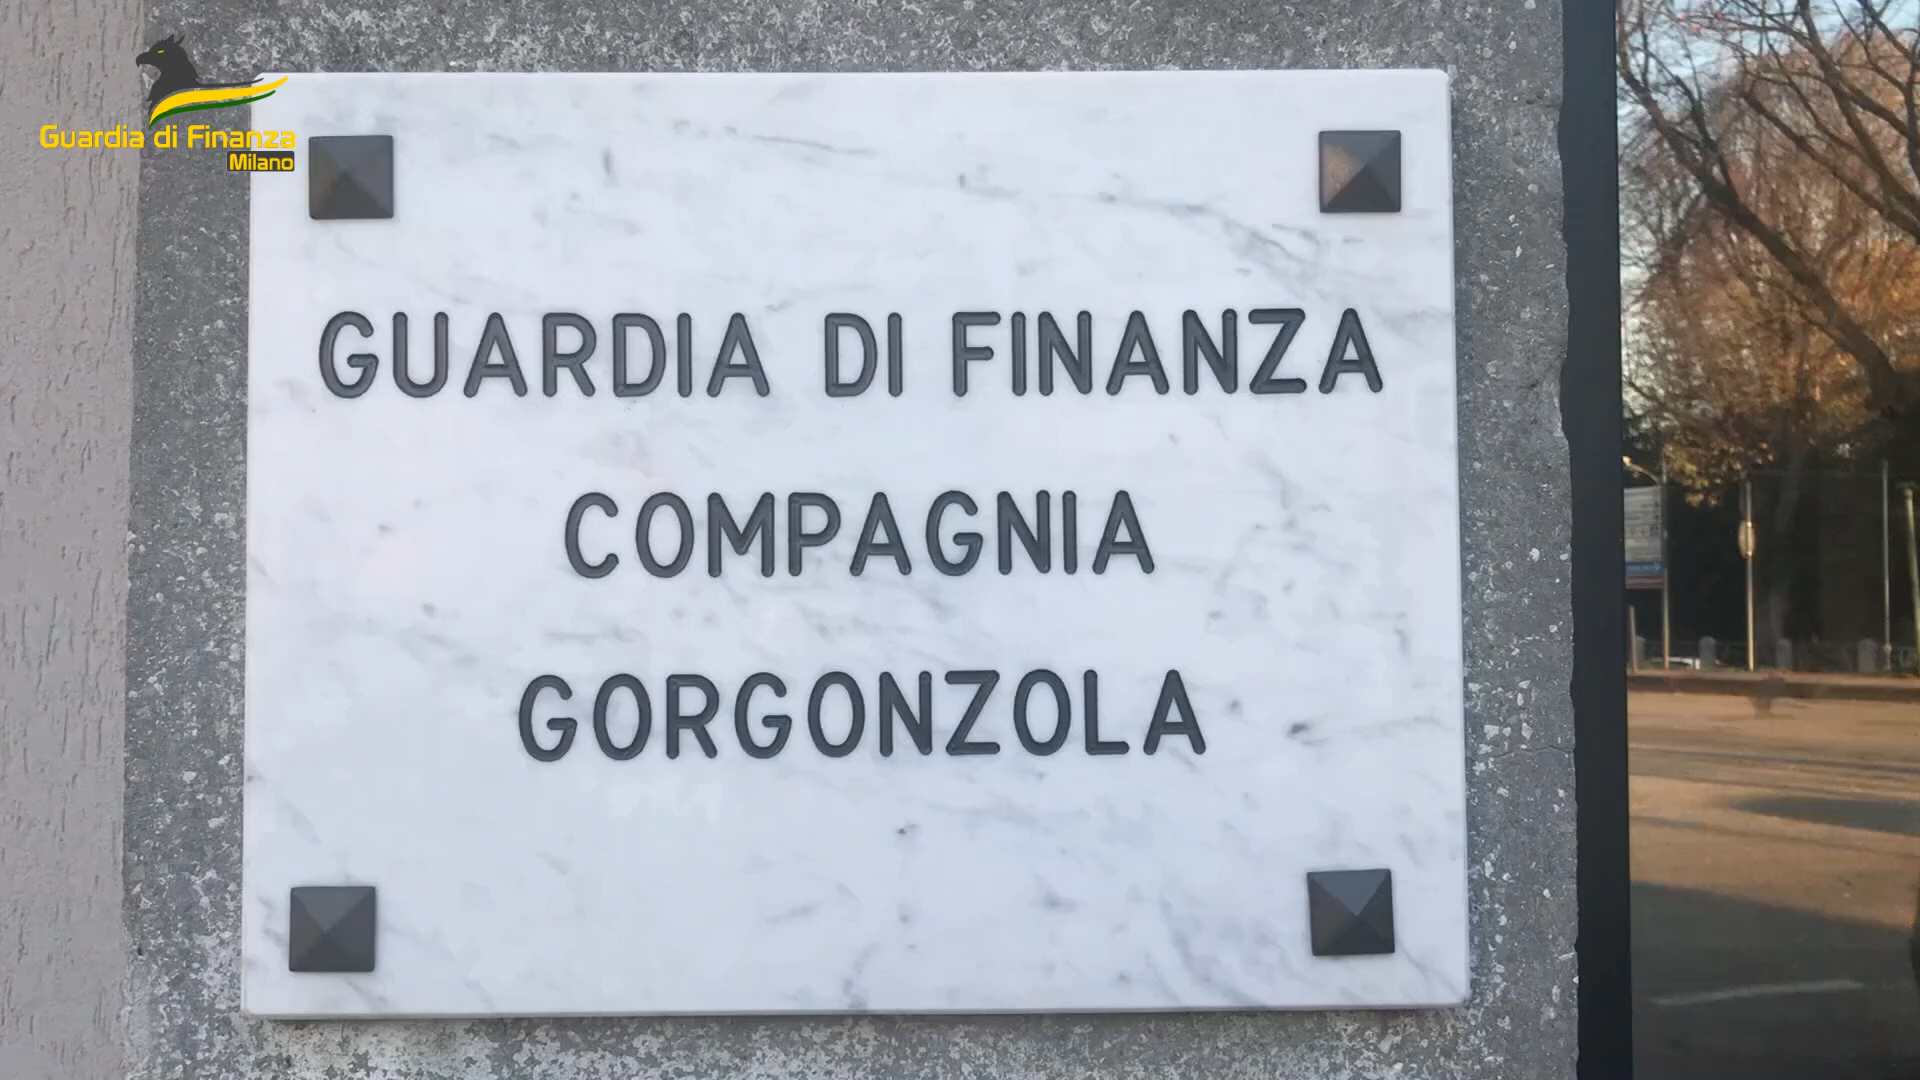 Guardia di Finanza
Milano
GUARDIA DI FINANZA
COMPAGNIA
GORGONZOLA